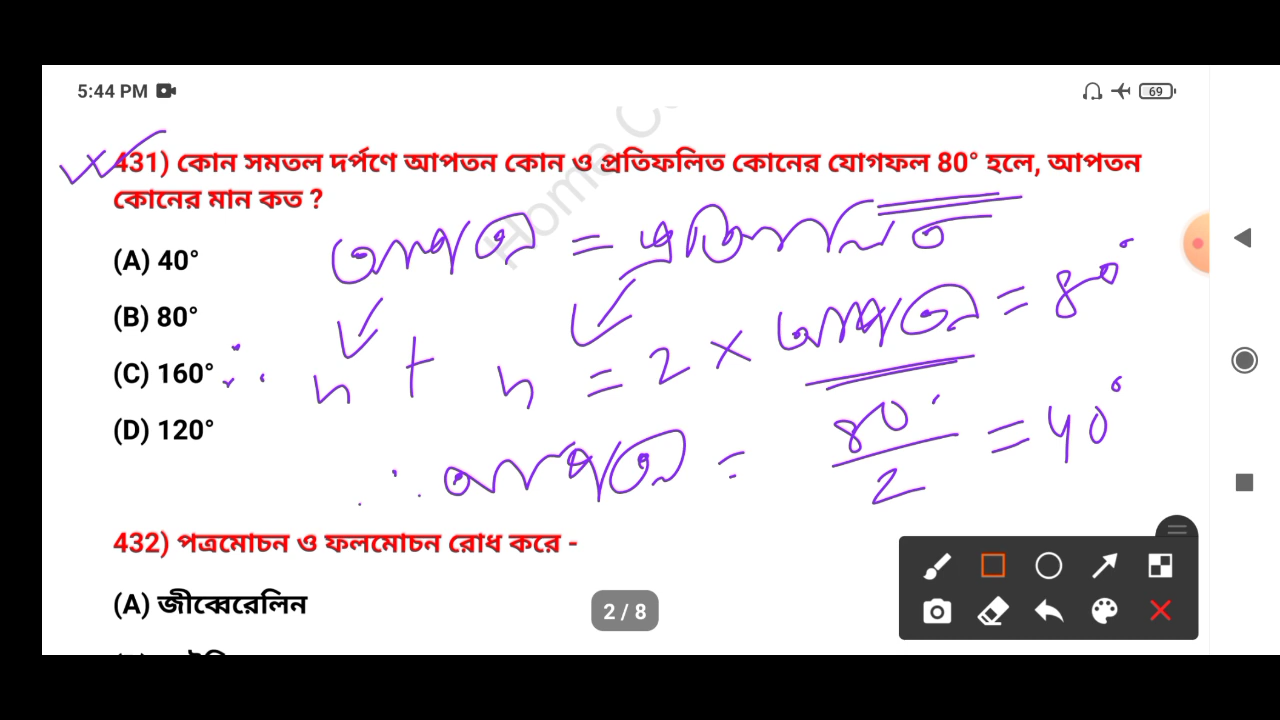 5:44 PM
69
Home C
431) কোন সমতল দর্পণে আপতন কোন ও প্রতিফলিত কোনের যোগফল 80° হলে, আপতন
কোনের মান কত ?
আপতন = প্রতিফলিত
(A) 40°
(B) 80°
(C) 160°
∴ n + n = 2 × আপতন = 80°
(D) 120°
∴ আপতন = 80° / 2 = 40°
432) পত্রমোচন ও ফলমোচন রোধ করে -
(A) জীব্বেরেলিন
2 / 8